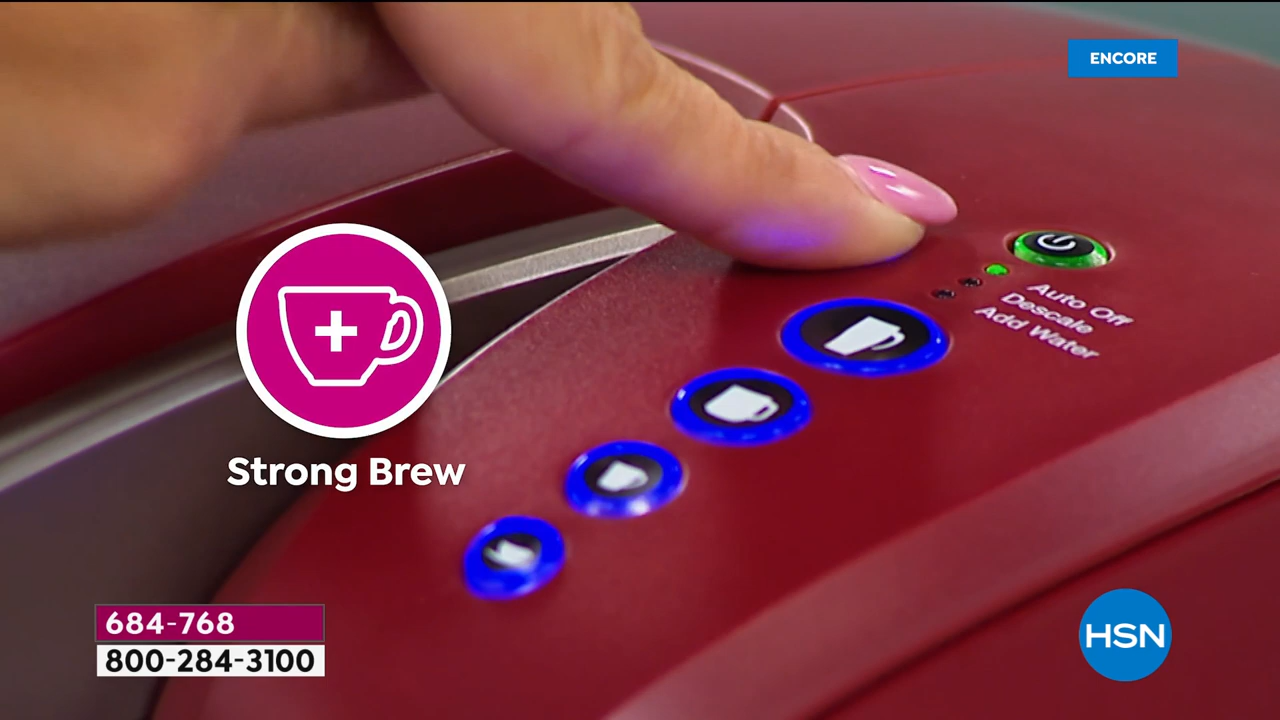 ENCORE
Auto Off
Descale
Add Water
Strong Brew
684-768
800-284-3100
HSN